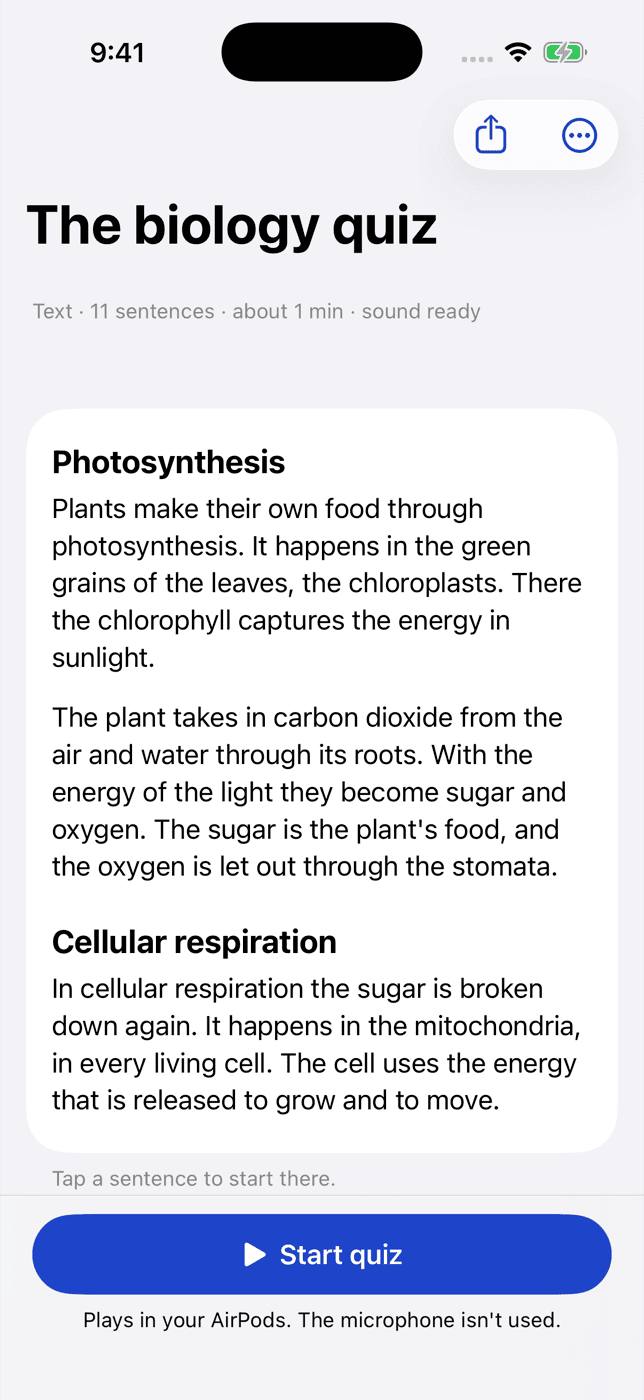 9:41
The biology quiz
Text · 11 sentences · about 1 min · sound ready
Photosynthesis
Plants make their own food through
photosynthesis. It happens in the green
grains of the leaves, the chloroplasts. There
the chlorophyll captures the energy in
sunlight.
The plant takes in carbon dioxide from the
air and water through its roots. With the
energy of the light they become sugar and
oxygen. The sugar is the plant's food, and
the oxygen is let out through the stomata.
Cellular respiration
In cellular respiration the sugar is broken
down again. It happens in the mitochondria,
in every living cell. The cell uses the energy
that is released to grow and to move.
Tap a sentence to start there.
Start quiz
Plays in your AirPods. The microphone isn't used.